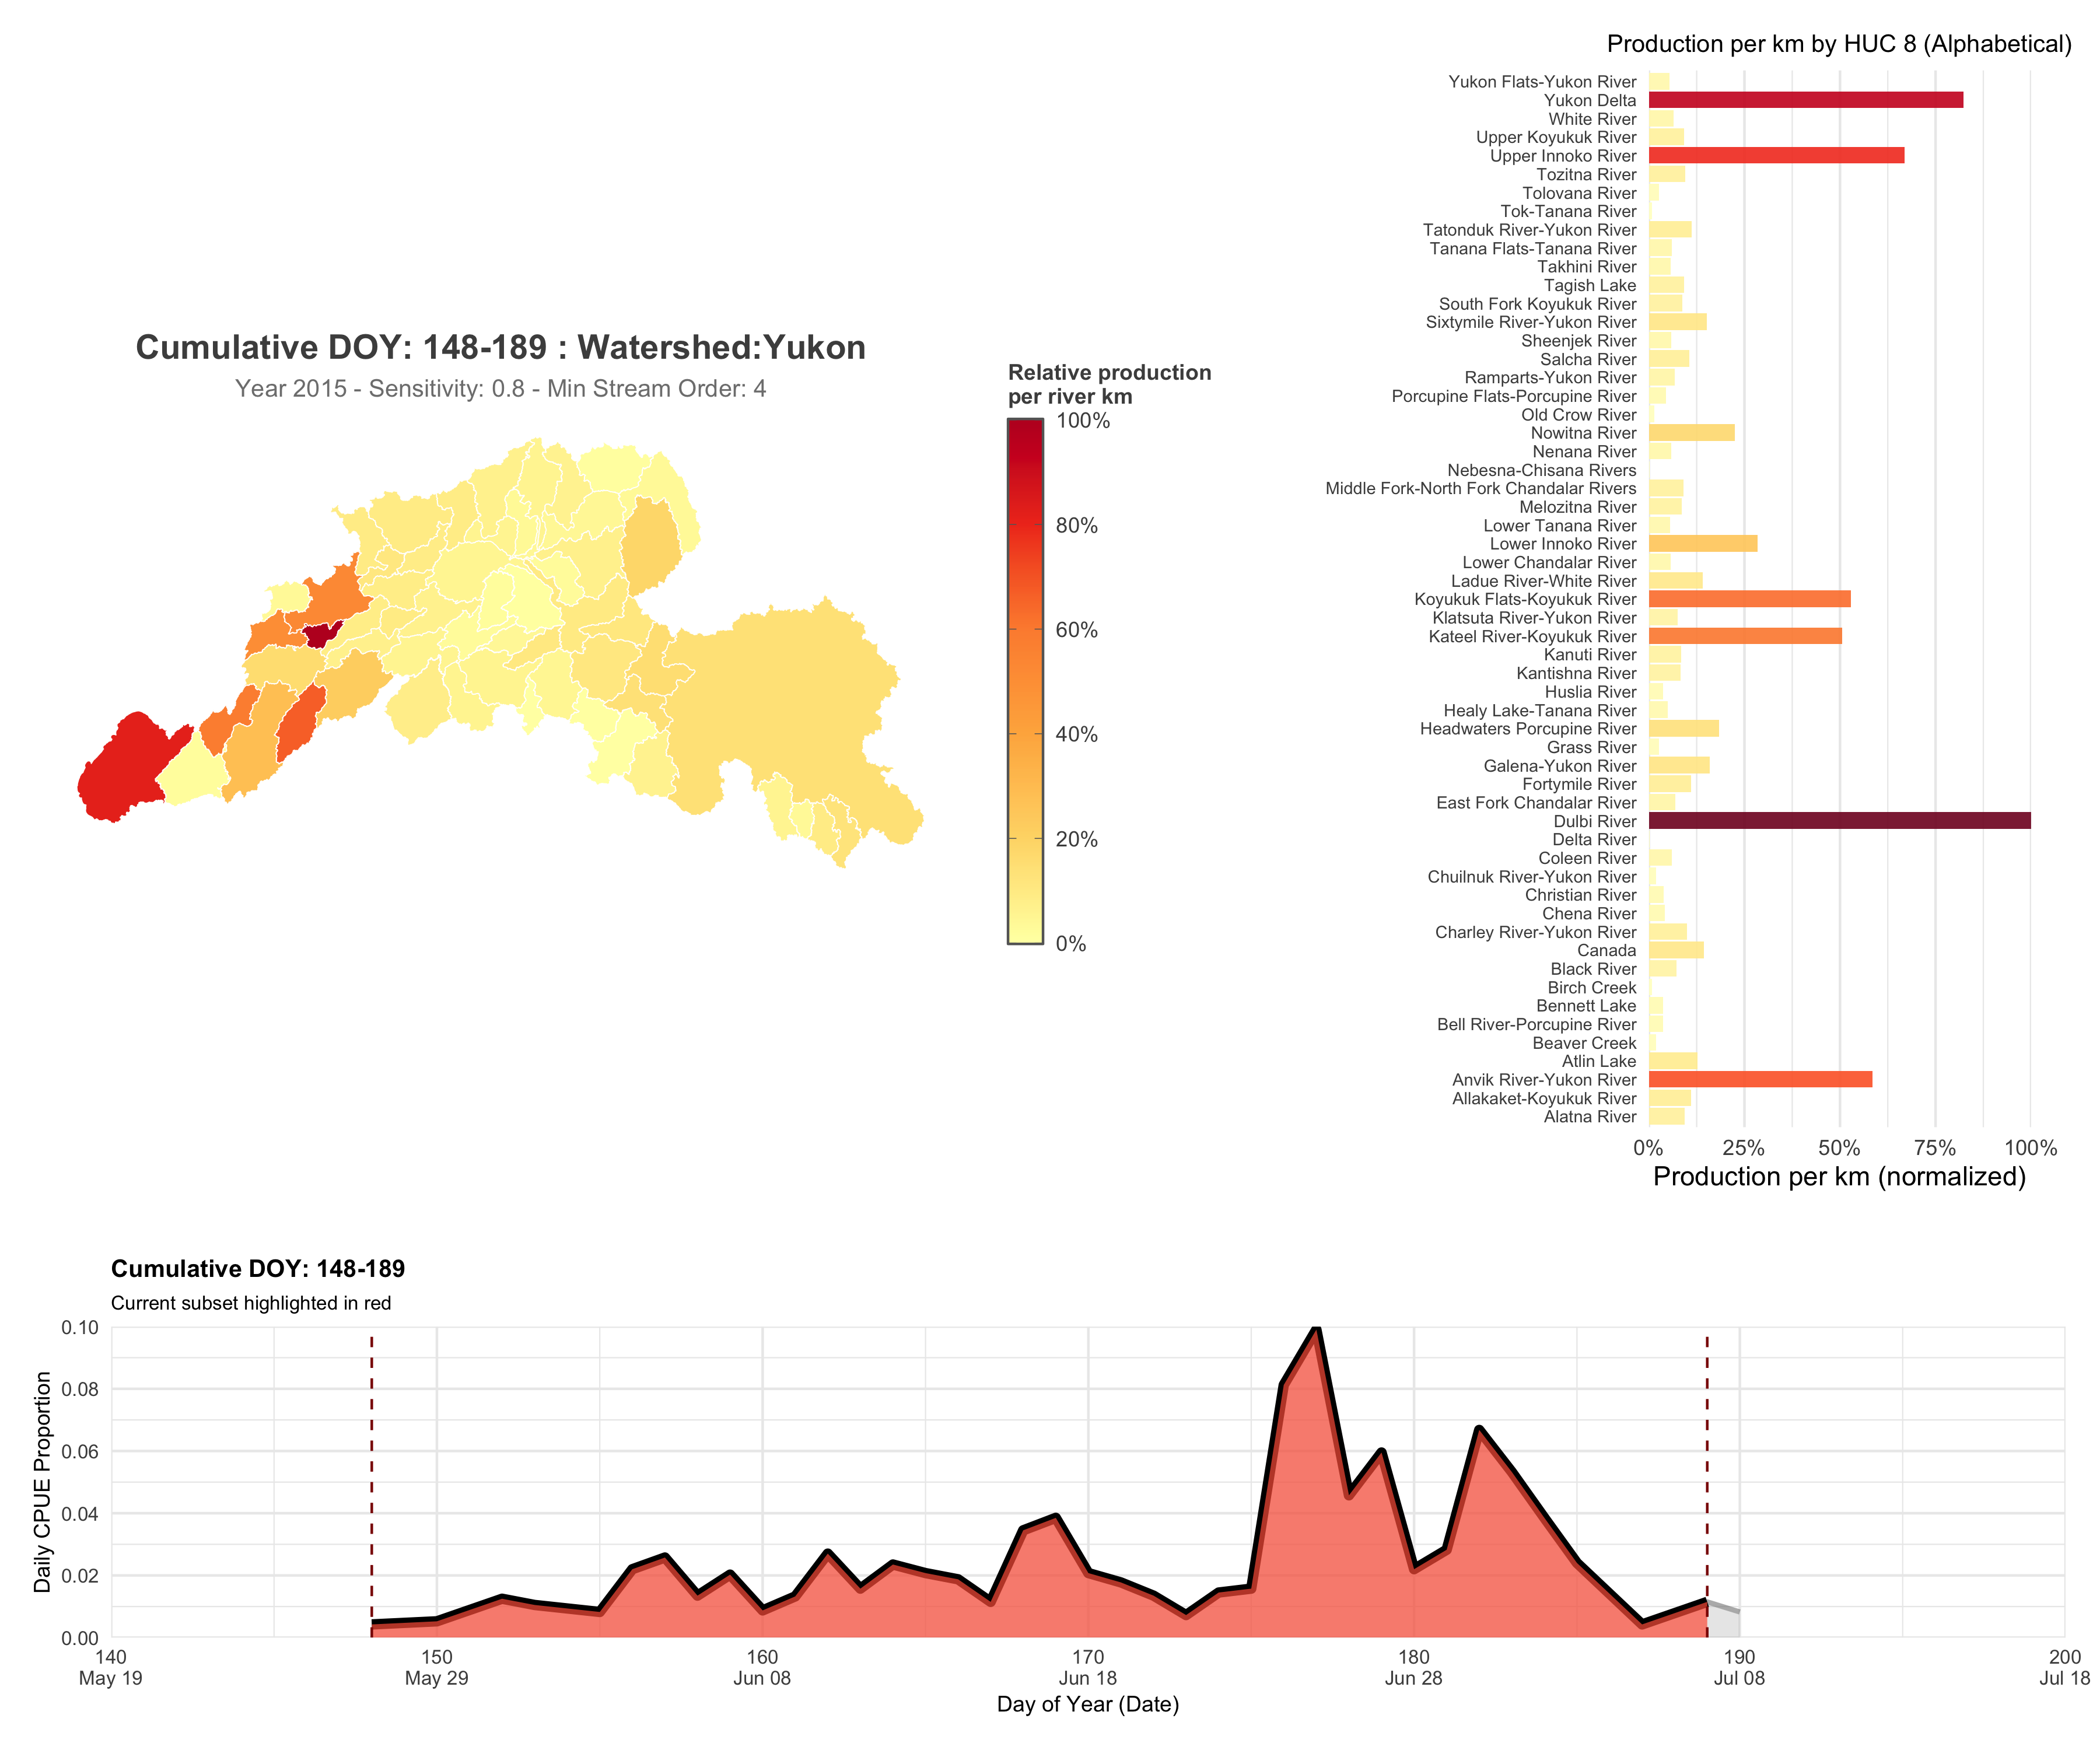 Production per km by HUC 8 (Alphabetical)
Yukon Flats-Yukon River
Yukon Delta
White River
Upper Koyukuk River
Upper Innoko River
Tozitna River
Tolovana River
Tok-Tanana River
Tatonduk River-Yukon River
Tanana Flats-Tanana River
Takhini River
Tagish Lake
South Fork Koyukuk River
Sixtymile River-Yukon River
Sheenjek River
Salcha River
Ramparts-Yukon River
Porcupine Flats-Porcupine River
Old Crow River
Nowitna River
Nenana River
Nebesna-Chisana Rivers
Middle Fork-North Fork Chandalar Rivers
Melozitna River
Lower Tanana River
Lower Innoko River
Lower Chandalar River
Ladue River-White River
Koyukuk Flats-Koyukuk River
Klatsuta River-Yukon River
Kateel River-Koyukuk River
Kanuti River
Kantishna River
Huslia River
Healy Lake-Tanana River
Headwaters Porcupine River
Grass River
Galena-Yukon River
Fortymile River
East Fork Chandalar River
Dulbi River
Delta River
Coleen River
Chuilnuk River-Yukon River
Christian River
Chena River
Charley River-Yukon River
Canada
Black River
Birch Creek
Bennett Lake
Bell River-Porcupine River
Beaver Creek
Atlin Lake
Anvik River-Yukon River
Allakaket-Koyukuk River
Alatna River
0% 25% 50% 75% 100%
Production per km (normalized)
Cumulative DOY: 148-189 : Watershed:Yukon
Year 2015 - Sensitivity: 0.8 - Min Stream Order: 4
Relative production
per river km
100%
80%
60%
40%
20%
0%
Cumulative DOY: 148-189
Current subset highlighted in red
Daily CPUE Proportion
0.10
0.08
0.06
0.04
0.02
0.00
140 150 160 170 180 190 200
May 19 May 29 Jun 08 Jun 18 Jun 28 Jul 08 Jul 18
Day of Year (Date)